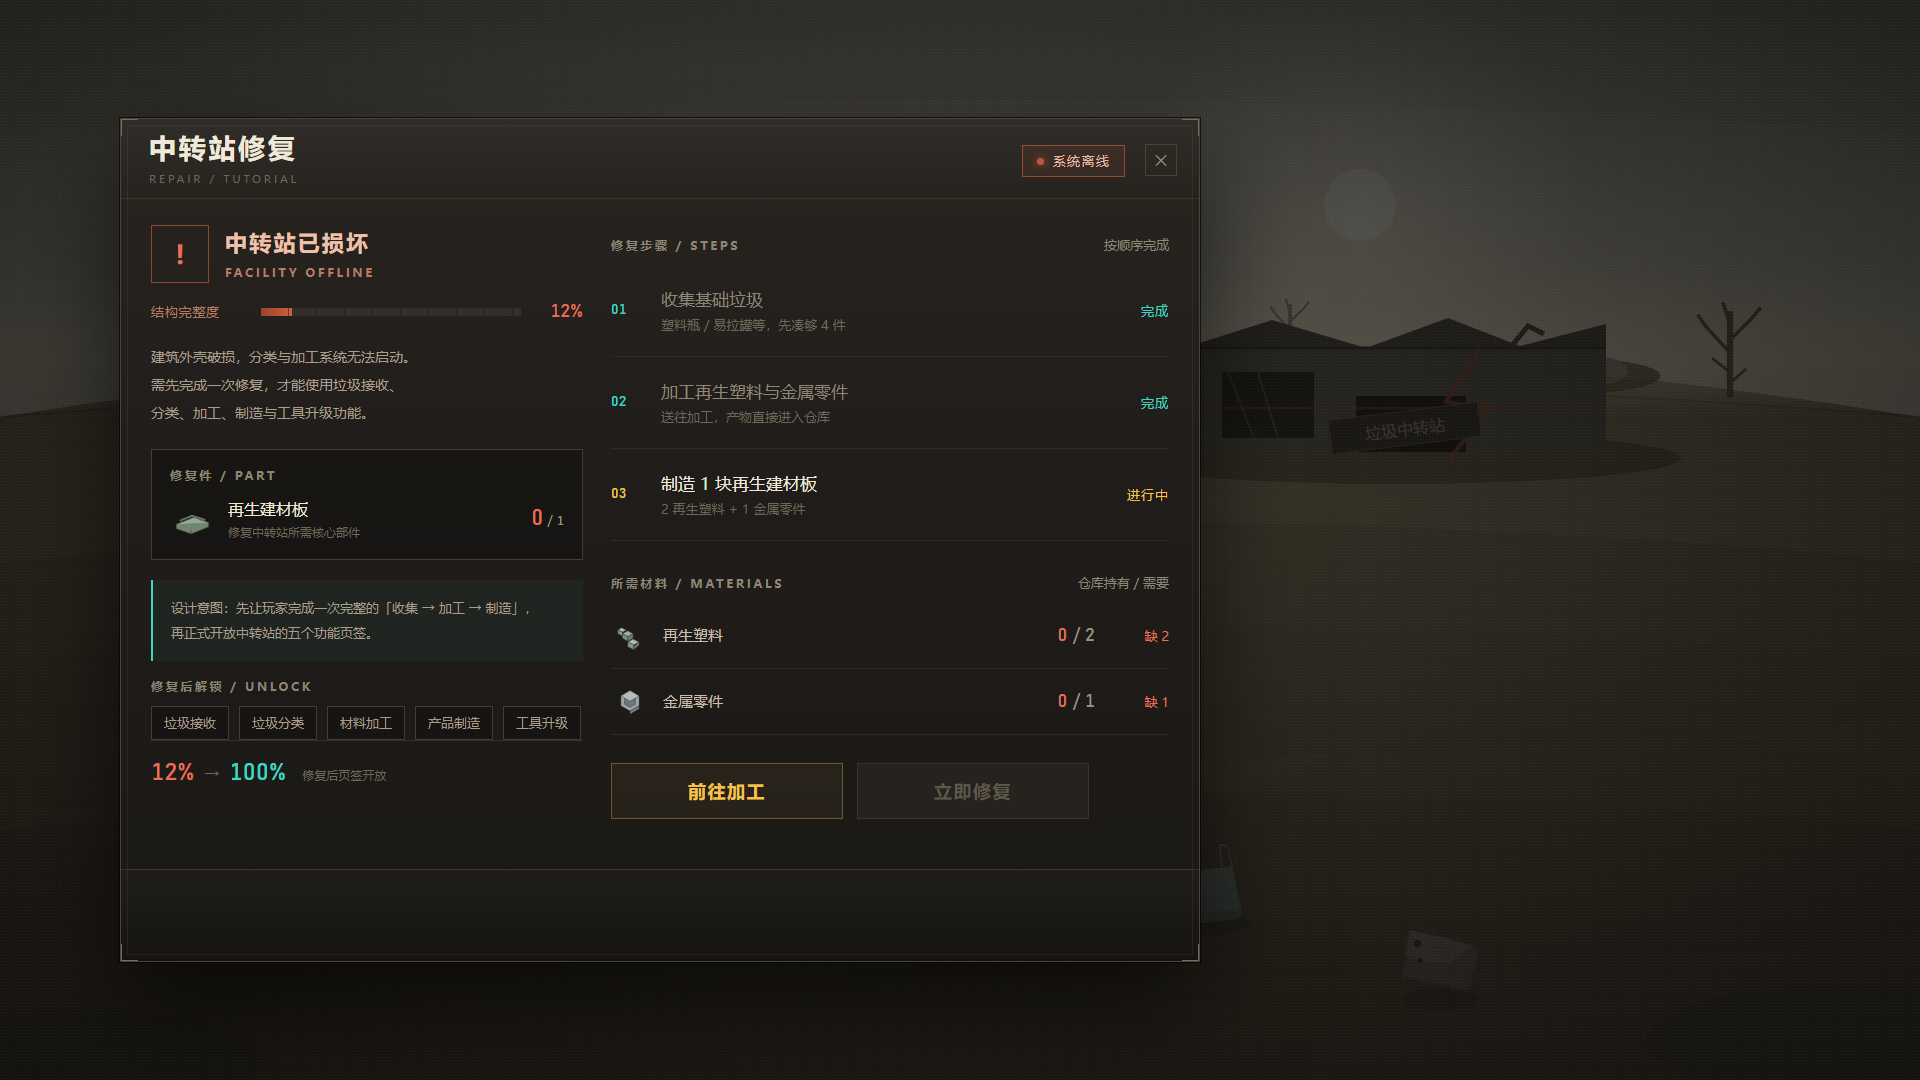 中转站修复
REPAIR / TUTORIAL
系统离线
!
中转站已损坏
FACILITY OFFLINE
结构完整度
12%
建筑外壳破损，分类与加工系统无法启动。
需先完成一次修复，才能使用垃圾接收、
分类、加工、制造与工具升级功能。
修复件 / PART
再生建材板
修复中转站所需核心部件
0 / 1
设计意图：先让玩家完成一次完整的「收集 → 加工 → 制造」，
再正式开放中转站的五个功能页签。
修复后解锁 / UNLOCK
垃圾接收
垃圾分类
材料加工
产品制造
工具升级
12% → 100% 修复后页签开放
修复步骤 / STEPS
按顺序完成
01
收集基础垃圾
塑料瓶 / 易拉罐等，先凑够 4 件
完成
02
加工再生塑料与金属零件
送往加工，产物直接进入仓库
完成
03
制造 1 块再生建材板
2 再生塑料 + 1 金属零件
进行中
所需材料 / MATERIALS
仓库持有 / 需要
再生塑料
0 / 2
缺 2
金属零件
0 / 1
缺 1
前往加工
立即修复
垃圾中转站